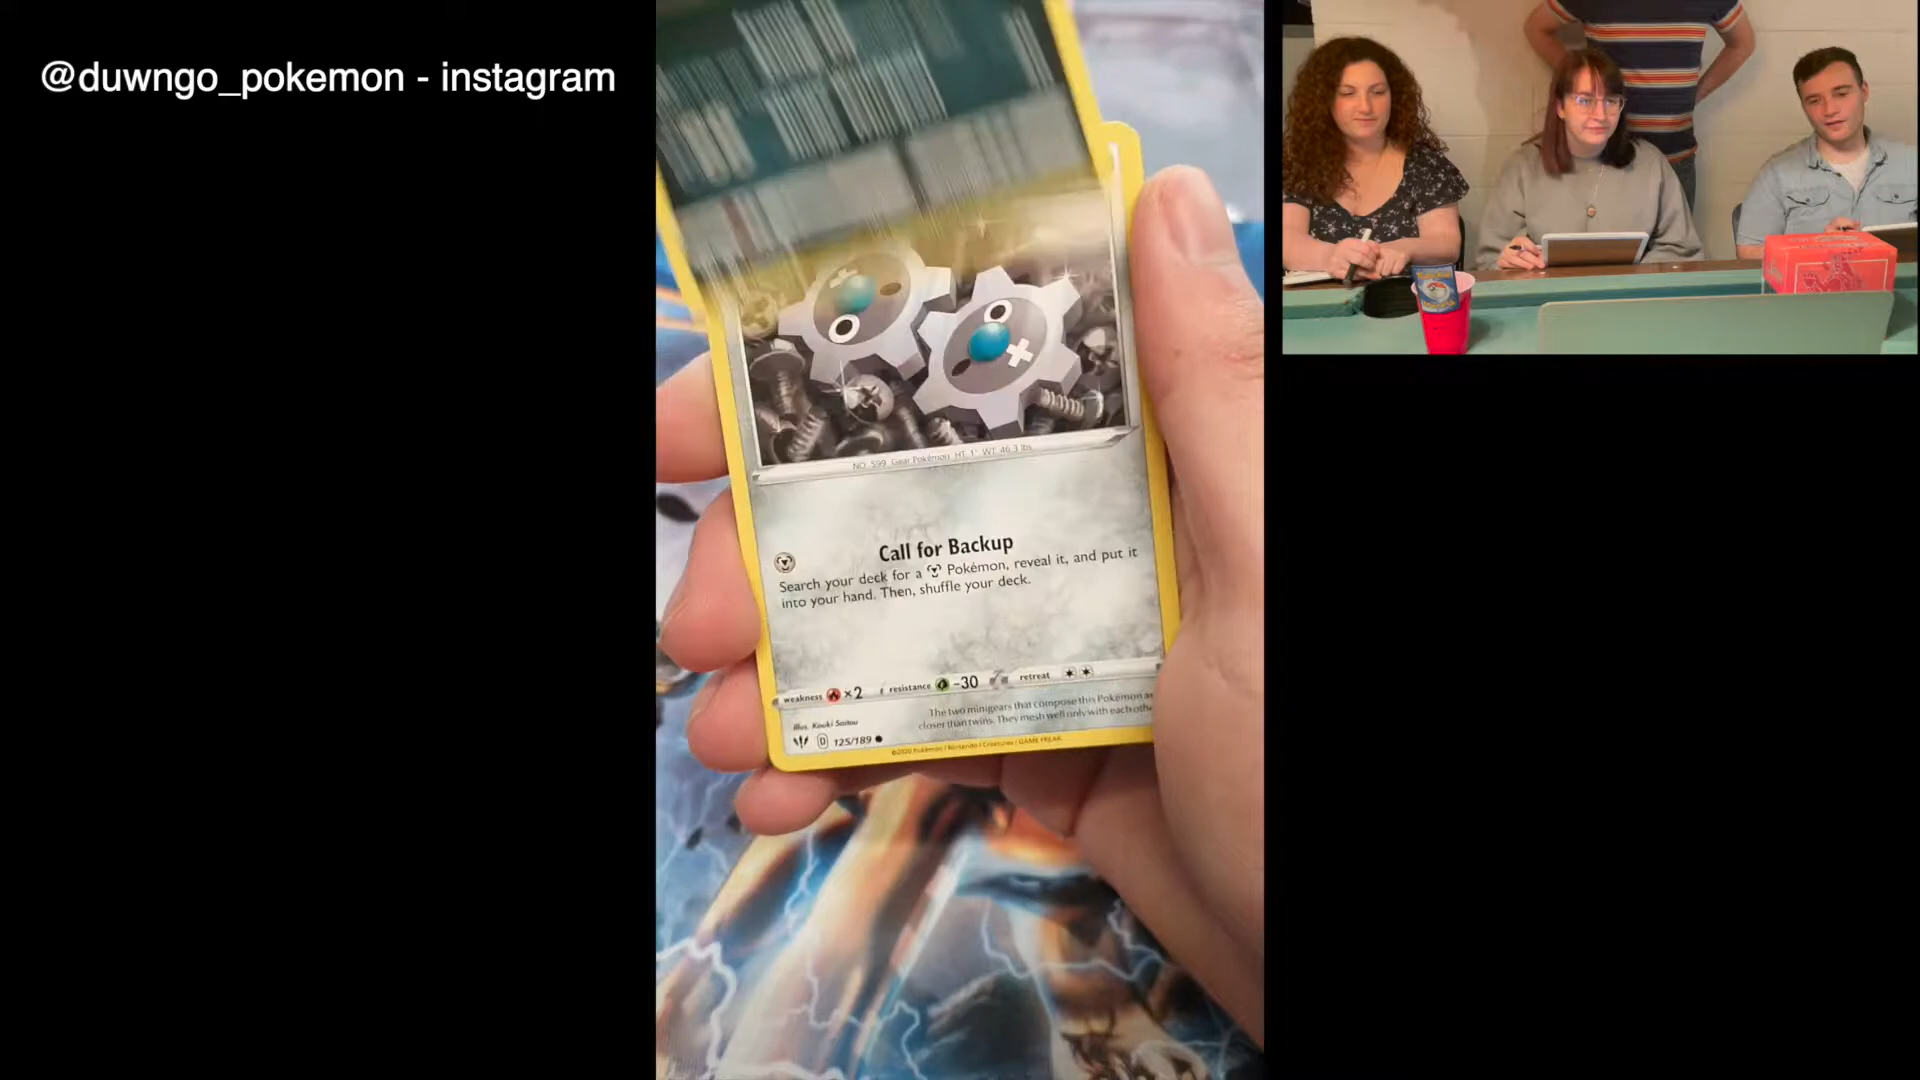 @duwngo_pokemon - instagram
NO. 599 Gear Pokémon HT: 1' WT: 46.3 lbs
Call for Backup
Search your deck for a Pokémon, reveal it, and put it
into your hand. Then, shuffle your deck.
weakness ×2 resistance -30 retreat
Illus. Kouki Saitou
The two minigears that compose this Pokémon
closer than twins. They mesh well only with each
D 125/189
©2020 Pokémon / Nintendo / Creatures / GAME FREAK